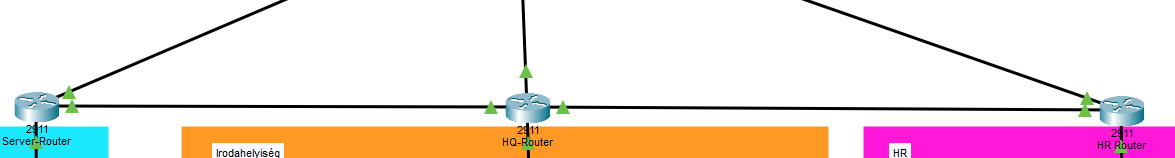 2911
Server-Router
2911
HQ-Router
2911
HR Router
Irodahelyiség
HR